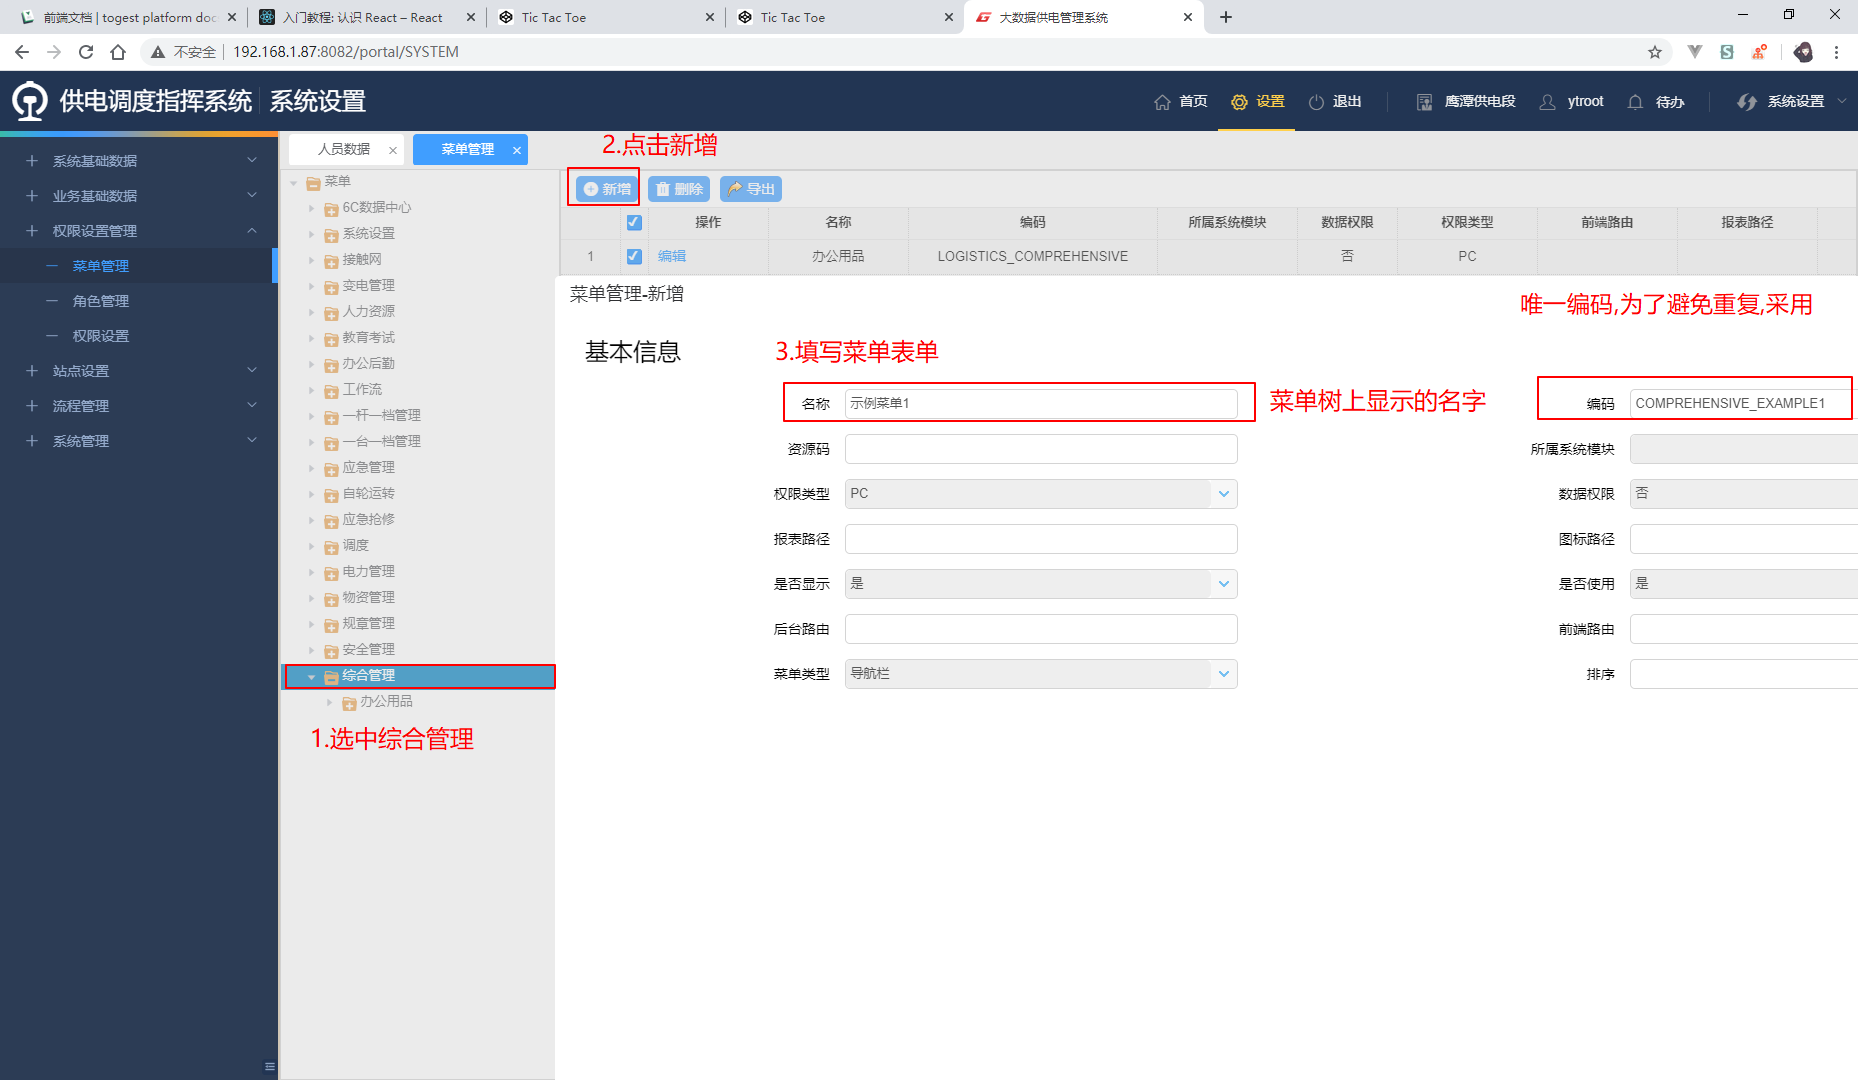 前端文档 | togest platform doc
入门教程: 认识 React – React
Tic Tac Toe
Tic Tac Toe
大数据供电管理系统
不安全
192.168.1.87:8082/portal/SYSTEM
供电调度指挥系统
系统设置
首页
设置
退出
鹰潭供电段
ytroot
待办
系统设置
系统基础数据
业务基础数据
权限设置管理
菜单管理
角色管理
权限设置
站点设置
流程管理
系统管理
人员数据
菜单管理
2.点击新增
菜单
6C数据中心
系统设置
接触网
变电管理
人力资源
教育考试
办公后勤
工作流
一杆一档管理
一台一档管理
应急管理
自轮运转
应急抢修
调度
电力管理
物资管理
规章管理
安全管理
综合管理
办公用品
1.选中综合管理
新增
删除
导出
操作
名称
编码
所属系统模块
数据权限
权限类型
前端路由
报表路径
1
编辑
办公用品
LOGISTICS_COMPREHENSIVE
否
PC
菜单管理-新增
唯一编码,为了避免重复,采用
基本信息
3.填写菜单表单
名称
示例菜单1
菜单树上显示的名字
编码
COMPREHENSIVE_EXAMPLE1
资源码
所属系统模块
权限类型
PC
数据权限
否
报表路径
图标路径
是否显示
是
是否使用
是
后台路由
前端路由
菜单类型
导航栏
排序